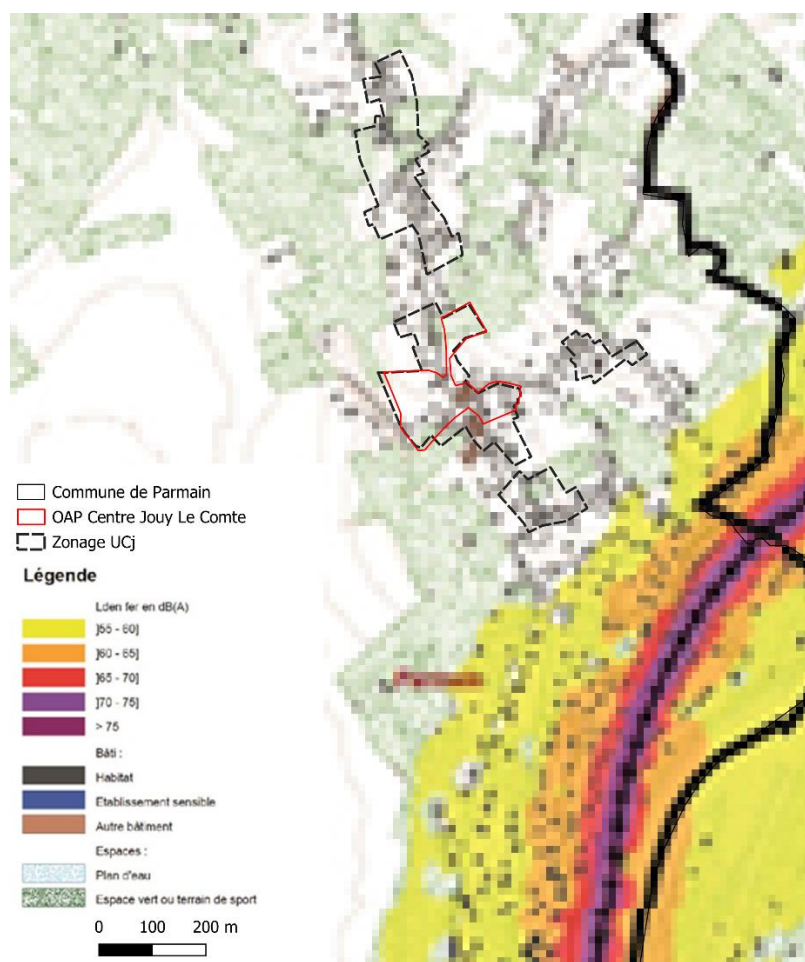 Commune de Parmain
OAP Centre Jouy Le Comte
Zonage UCj
Légende
Lden fer en dB(A)
]55 - 60]
]60 - 65]
]65 - 70]
]70 - 75]
> 75
Bâti :
Habitat
Etablissement sensible
Autre bâtiment
Espaces :
Plan d'eau
Espace vert ou terrain de sport
0 100 200 m